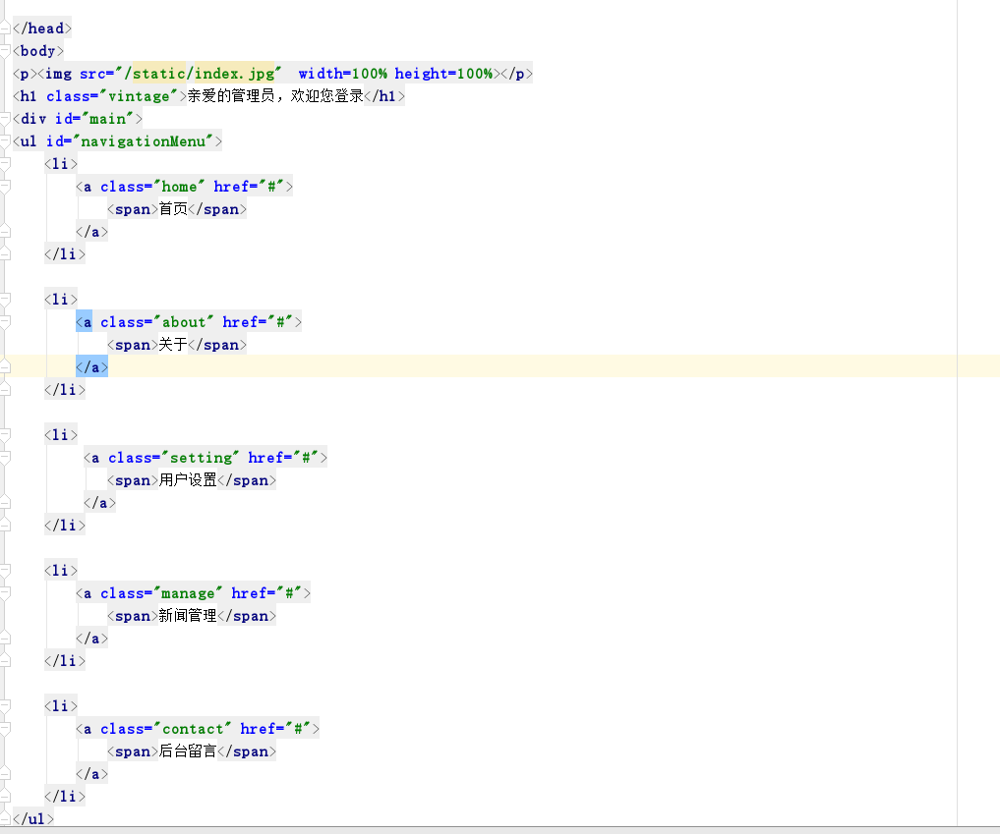 </head>
<body>
<p><img src="/static/index.jpg"  width=100% height=100%></p>
<h1 class="vintage">亲爱的管理员，欢迎您登录</h1>
<div id="main">
<ul id="navigationMenu">
    <li>
        <a class="home" href="#">
            <span>首页</span>
        </a>
    </li>

    <li>
        <a class="about" href="#">
            <span>关于</span>
        </a>
    </li>

    <li>
         <a class="setting" href="#">
            <span>用户设置</span>
         </a>
    </li>

    <li>
        <a class="manage" href="#">
            <span>新闻管理</span>
        </a>
    </li>

    <li>
        <a class="contact" href="#">
            <span>后台留言</span>
        </a>
    </li>
</ul>